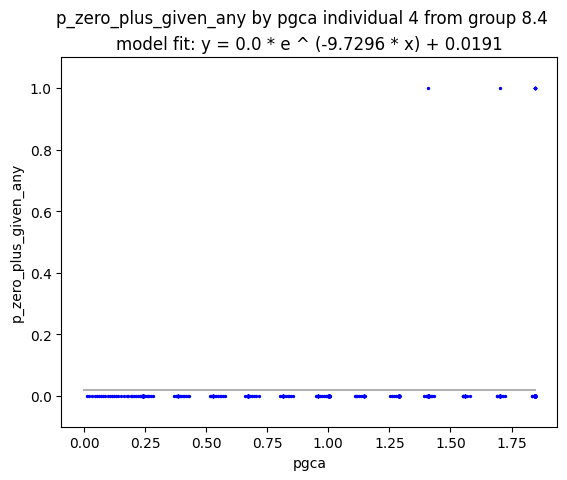 p_zero_plus_given_any by pgca individual 4 from group 8.4
model fit: y = 0.0 * e ^ (-9.7296 * x) + 0.0191
1.0
0.8
0.6
0.4
0.2
0.0
p_zero_plus_given_any
0.00 0.25 0.50 0.75 1.00 1.25 1.50 1.75
pgca